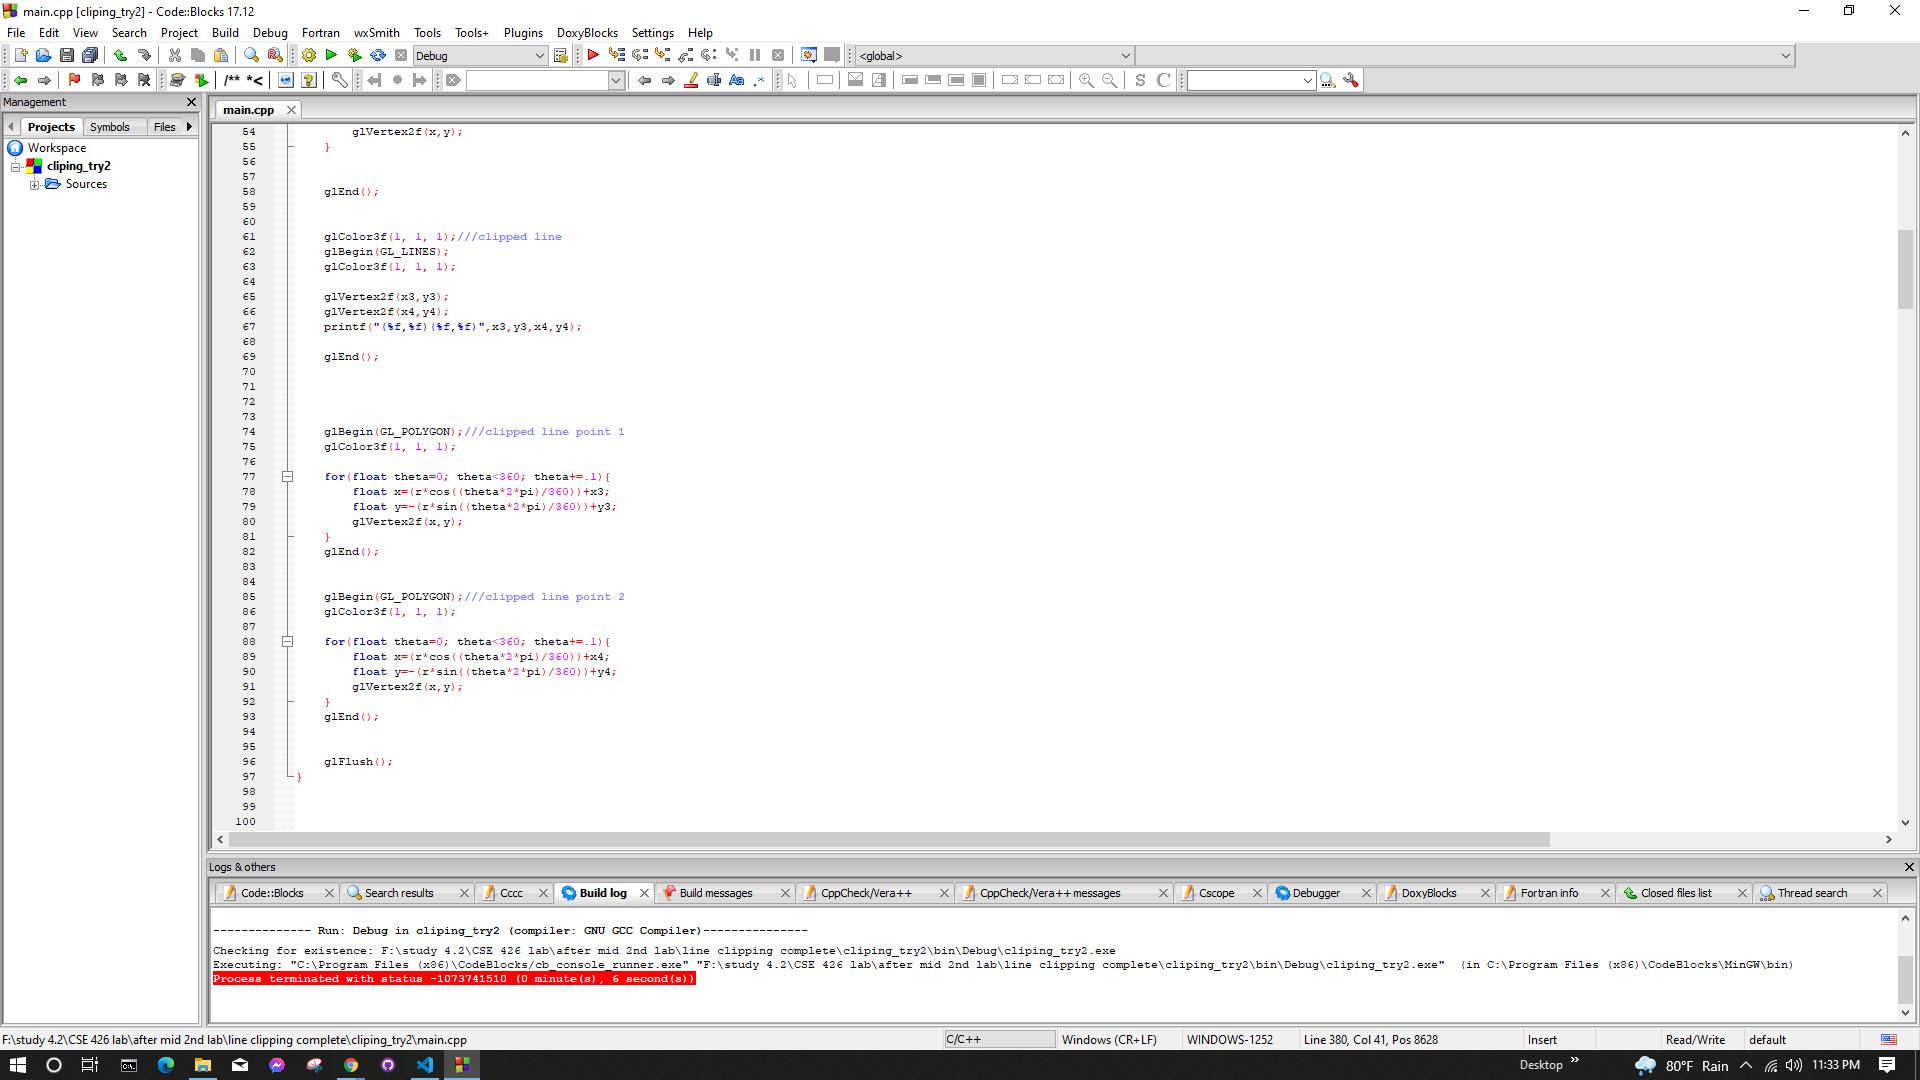 main.cpp [cliping_try2] - Code::Blocks 17.12
File Edit View Search Project Build Debug Fortran wxSmith Tools Tools+ Plugins DoxyBlocks Settings Help
Debug <global>
/** *<
S C
Management
Projects Symbols Files
Workspace
cliping_try2
Sources
main.cpp
54 glVertex2f(x,y);
55 }
56
57
58 glEnd();
59
60
61 glColor3f(1, 1, 1);///clipped line
62 glBegin(GL_LINES);
63 glColor3f(1, 1, 1);
64
65 glVertex2f(x3,y3);
66 glVertex2f(x4,y4);
67 printf("(%f,%f)(%f,%f)",x3,y3,x4,y4);
68
69 glEnd();
70
71
72
73
74 glBegin(GL_POLYGON);///clipped line point 1
75 glColor3f(1, 1, 1);
76
77 for(float theta=0; theta<360; theta+=.1){
78 float x=(r*cos((theta*2*pi)/360))+x3;
79 float y=-(r*sin((theta*2*pi)/360))+y3;
80 glVertex2f(x,y);
81 }
82 glEnd();
83
84
85 glBegin(GL_POLYGON);///clipped line point 2
86 glColor3f(1, 1, 1);
87
88 for(float theta=0; theta<360; theta+=.1){
89 float x=(r*cos((theta*2*pi)/360))+x4;
90 float y=-(r*sin((theta*2*pi)/360))+y4;
91 glVertex2f(x,y);
92 }
93 glEnd();
94
95
96 glFlush();
97 }
98
99
100
Logs & others
Code::Blocks Search results Cccc Build log Build messages CppCheck/Vera++ CppCheck/Vera++ messages Cscope Debugger DoxyBlocks Fortran info Closed files list Thread search
-------------- Run: Debug in cliping_try2 (compiler: GNU GCC Compiler)---------------
Checking for existence: F:\study 4.2\CSE 426 lab\after mid 2nd lab\line clipping complete\cliping_try2\bin\Debug\cliping_try2.exe
Executing: "C:\Program Files (x86)\CodeBlocks/cb_console_runner.exe" "F:\study 4.2\CSE 426 lab\after mid 2nd lab\line clipping complete\cliping_try2\bin\Debug\cliping_try2.exe" (in C:\Program Files (x86)\CodeBlocks\MinGW\bin)
Process terminated with status -1073741510 (0 minute(s), 6 second(s))
F:\study 4.2\CSE 426 lab\after mid 2nd lab\line clipping complete\cliping_try2\main.cpp C/C++ Windows (CR+LF) WINDOWS-1252 Line 380, Col 41, Pos 8628 Insert Read/Write default
Desktop 80°F Rain 11:33 PM